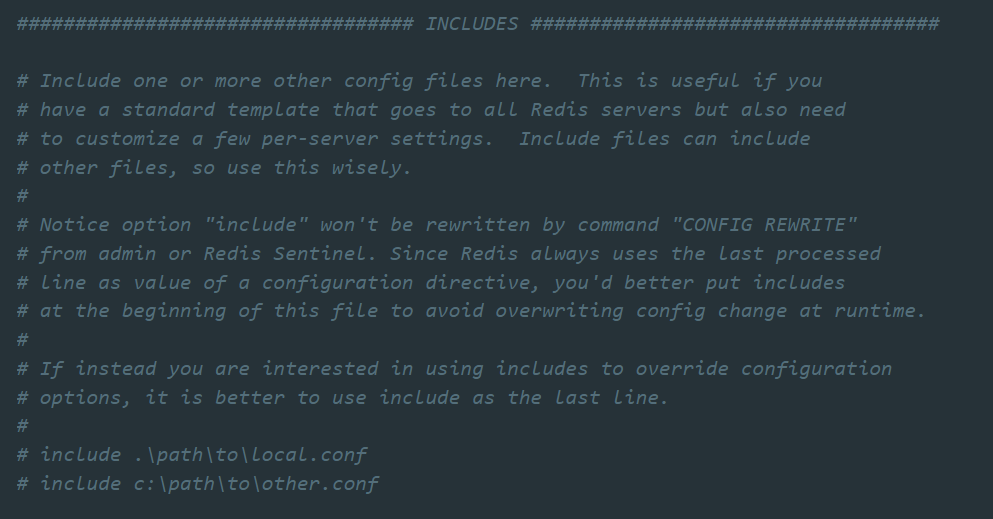 ################################## INCLUDES ###################################
# Include one or more other config files here.  This is useful if you
# have a standard template that goes to all Redis servers but also need
# to customize a few per-server settings.  Include files can include
# other files, so use this wisely.
#
# Notice option "include" won't be rewritten by command "CONFIG REWRITE"
# from admin or Redis Sentinel. Since Redis always uses the last processed
# line as value of a configuration directive, you'd better put includes
# at the beginning of this file to avoid overwriting config change at runtime.
#
# If instead you are interested in using includes to override configuration
# options, it is better to use include as the last line.
#
# include .\path\to\local.conf
# include c:\path\to\other.conf